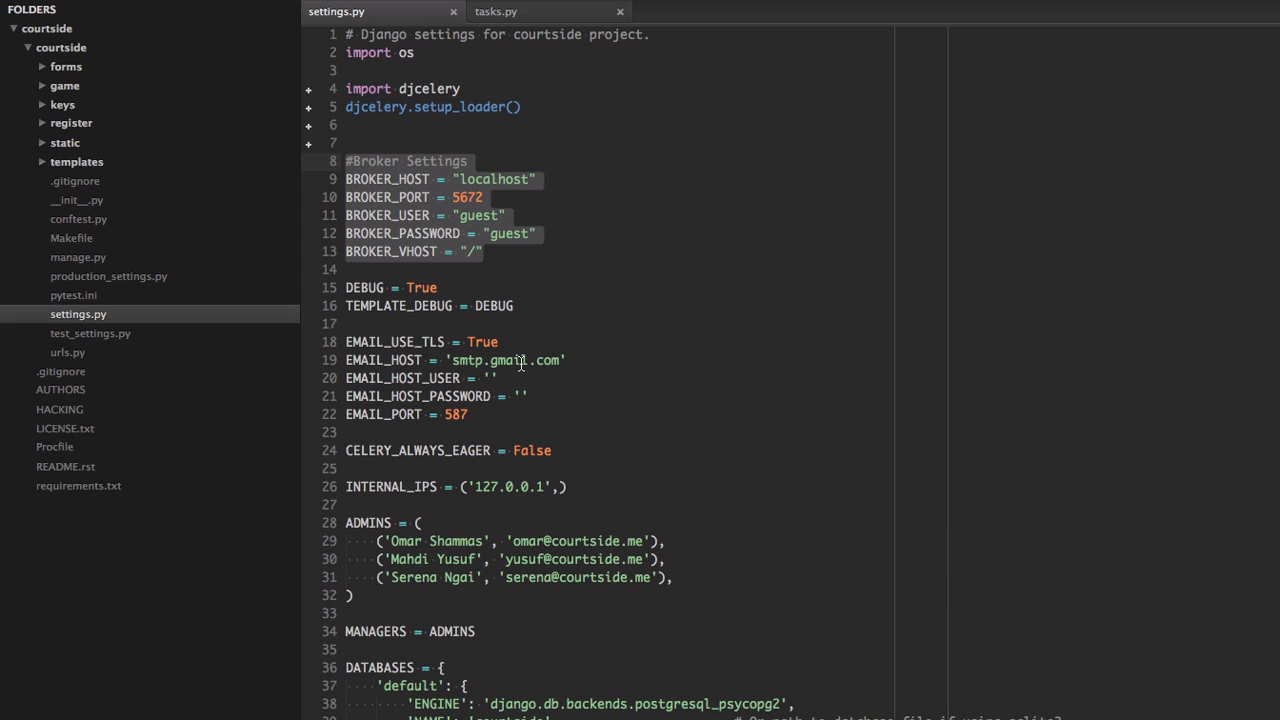 FOLDERS
courtside
courtside
forms
game
keys
register
static
templates
.gitignore
__init__.py
conftest.py
Makefile
manage.py
production_settings.py
pytest.ini
settings.py
test_settings.py
urls.py
.gitignore
AUTHORS
HACKING
LICENSE.txt
Procfile
README.rst
requirements.txt
settings.py × tasks.py ×
1 # Django settings for courtside project.
2 import os
3
4 import djcelery
5 djcelery.setup_loader()
6
7
8 #Broker Settings
9 BROKER_HOST = "localhost"
10 BROKER_PORT = 5672
11 BROKER_USER = "guest"
12 BROKER_PASSWORD = "guest"
13 BROKER_VHOST = "/"
14
15 DEBUG = True
16 TEMPLATE_DEBUG = DEBUG
17
18 EMAIL_USE_TLS = True
19 EMAIL_HOST = 'smtp.gmail.com'
20 EMAIL_HOST_USER = ''
21 EMAIL_HOST_PASSWORD = ''
22 EMAIL_PORT = 587
23
24 CELERY_ALWAYS_EAGER = False
25
26 INTERNAL_IPS = ('127.0.0.1',)
27
28 ADMINS = (
29 ('Omar Shammas', 'omar@courtside.me'),
30 ('Mahdi Yusuf', 'yusuf@courtside.me'),
31 ('Serena Ngai', 'serena@courtside.me'),
32 )
33
34 MANAGERS = ADMINS
35
36 DATABASES = {
37 'default': {
38 'ENGINE': 'django.db.backends.postgresql_psycopg2',